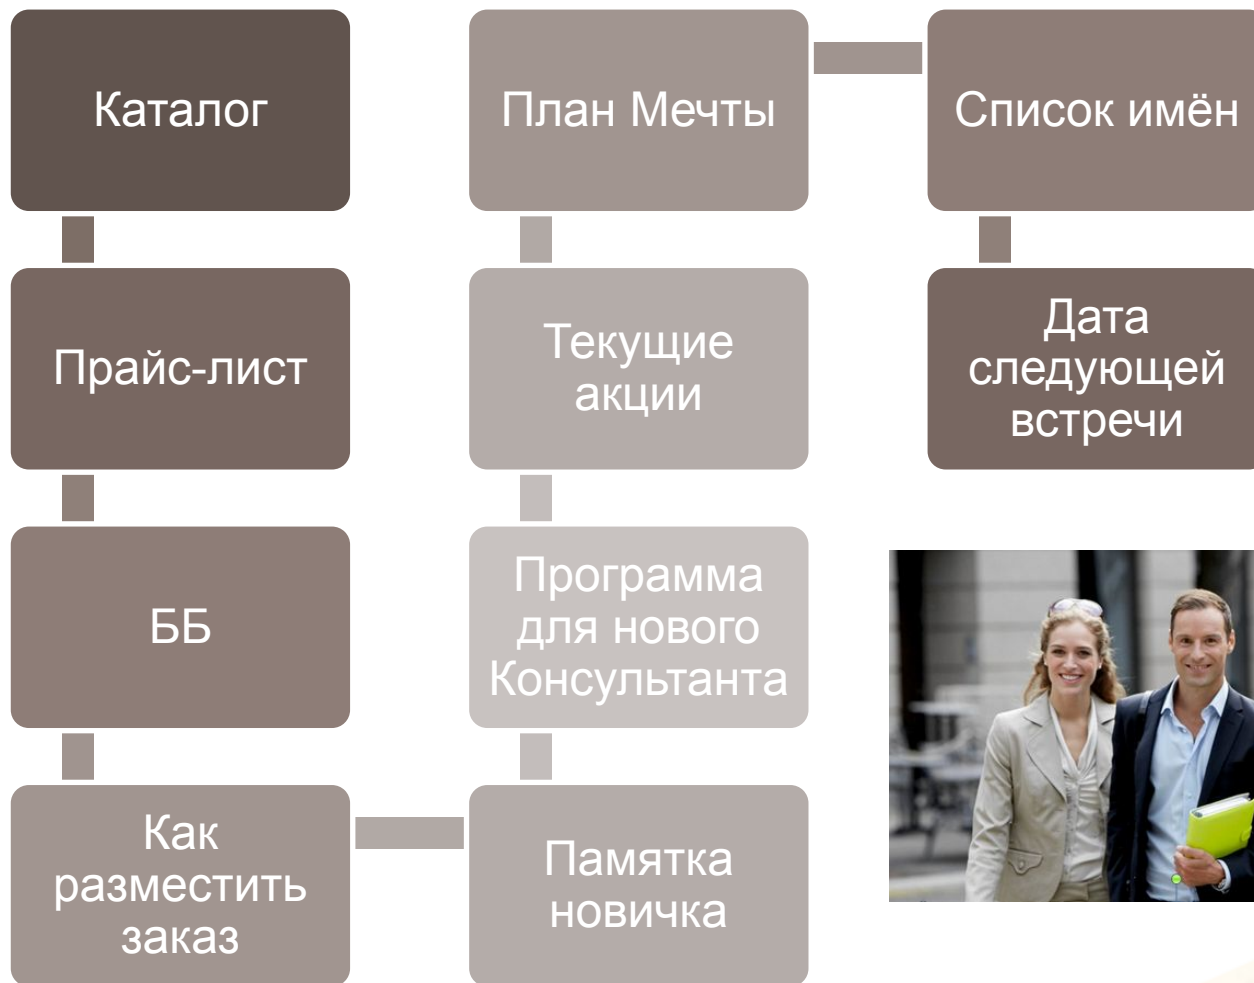 Каталог
Прайс-лист
ББ
Как
разместить
заказ
Памятка
новичка
Программа
для нового
Консультанта
Текущие
акции
План Мечты
Список имён
Дата
следующей
встречи